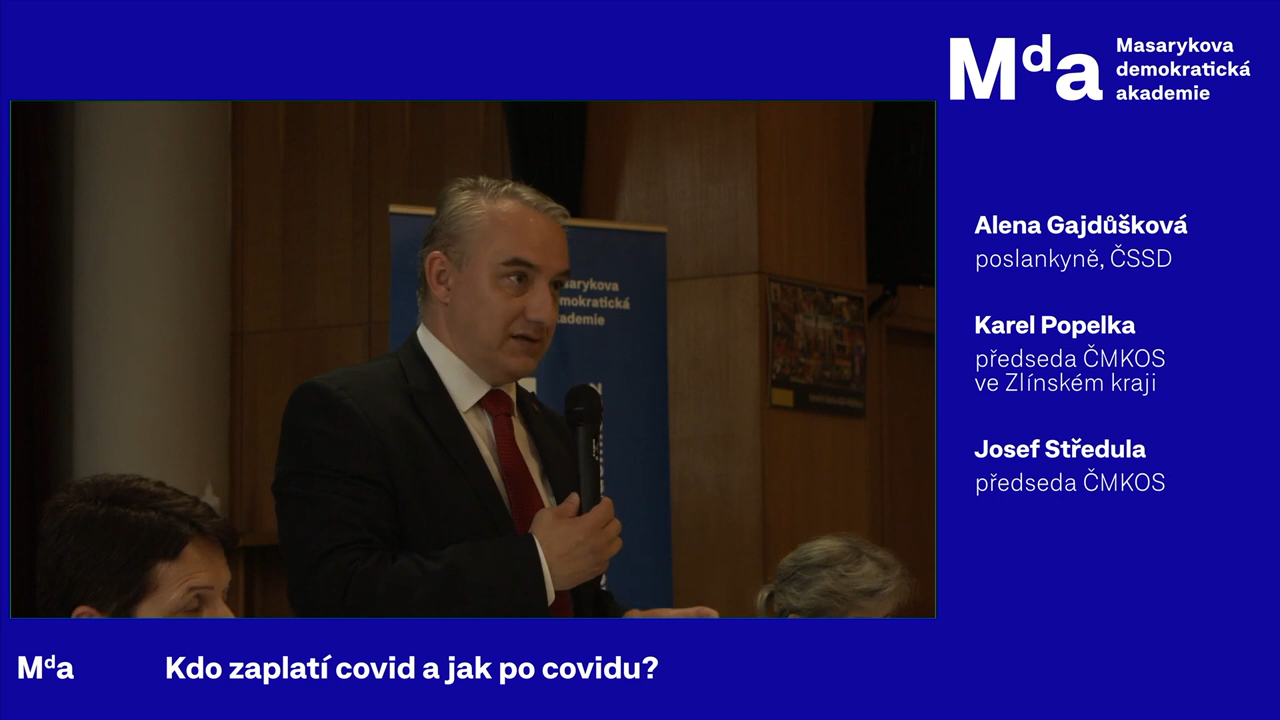 Mda
Masarykova
demokratická
akademie
Alena Gajdůšková
poslankyně, ČSSD
Karel Popelka
předseda ČMKOS
ve Zlínském kraji
Josef Středula
předseda ČMKOS
Mda
Kdo zaplatí covid a jak po covidu?